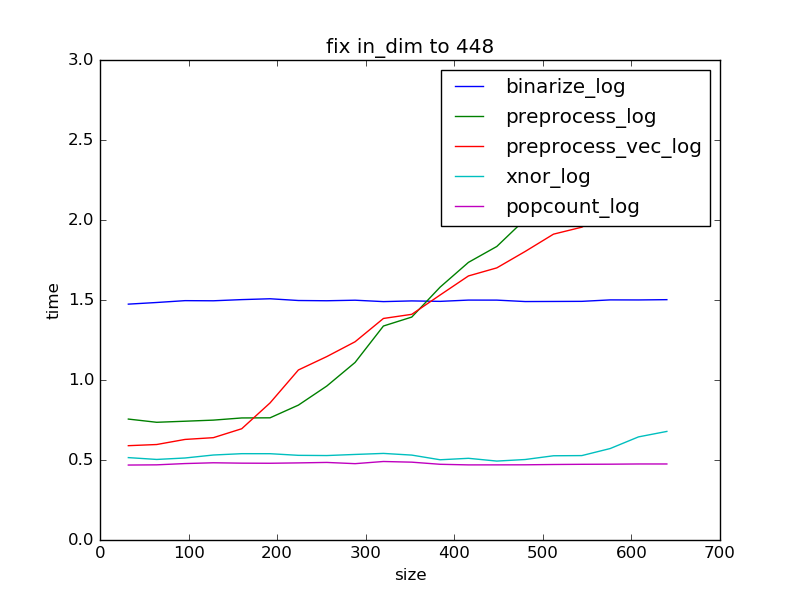 fix in_dim to 448
3.0
2.5
2.0
1.5
1.0
0.5
0.0
time
binarize_log
preprocess_log
preprocess_vec_log
xnor_log
popcount_log
0 100 200 300 400 500 600 700
size